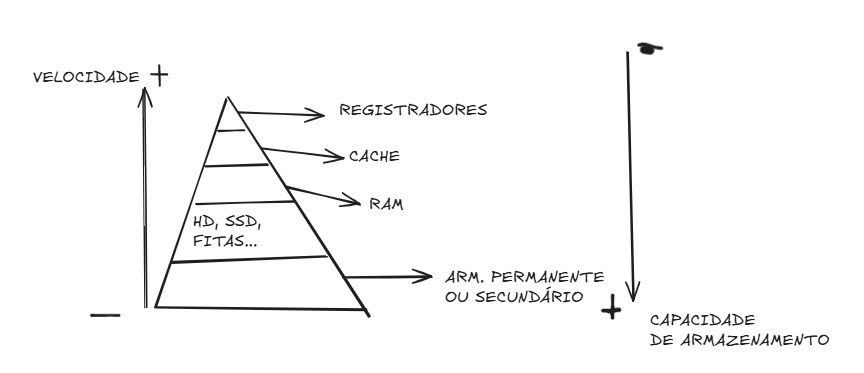 VELOCIDADE +
REGISTRADORES
CACHE
RAM
HD, SSD,
FITAS...
ARM. PERMANENTE
OU SECUNDÁRIO
-
+
CAPACIDADE
DE ARMAZENAMENTO